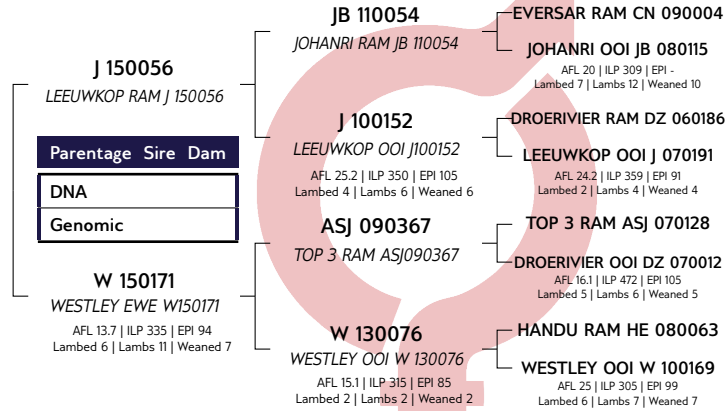 J 150056
LEEUWKOP RAM J 150056
Parentage Sire Dam
DNA
Genomic
W 150171
WESTLEY EWE W150171
AFL 13.7 | ILP 335 | EPI 94
Lambed 6 | Lambs 11 | Weaned 7
JB 110054
JOHANRI RAM JB 110054
J 100152
LEEUWKOP OOI J100152
AFL 25.2 | ILP 350 | EPI 105
Lambed 4 | Lambs 6 | Weaned 6
ASJ 090367
TOP 3 RAM ASJ090367
W 130076
WESTLEY OOI W 130076
AFL 15.1 | ILP 315 | EPI 85
Lambed 2 | Lambs 2 | Weaned 2
EVERSAR RAM CN 090004
JOHANRI OOI JB 080115
AFL 20 | ILP 309 | EPI -
Lambed 7 | Lambs 12 | Weaned 10
DROERIVIER RAM DZ 060186
LEEUWKOP OOI J 070191
AFL 24.2 | ILP 359 | EPI 91
Lambed 2 | Lambs 4 | Weaned 4
TOP 3 RAM ASJ 070128
DROERIVIER OOI DZ 070012
AFL 16.1 | ILP 472 | EPI 105
Lambed 5 | Lambs 6 | Weaned 5
HANDU RAM HE 080063
WESTLEY OOI W 100169
AFL 25 | ILP 305 | EPI 99
Lambed 6 | Lambs 7 | Weaned 7